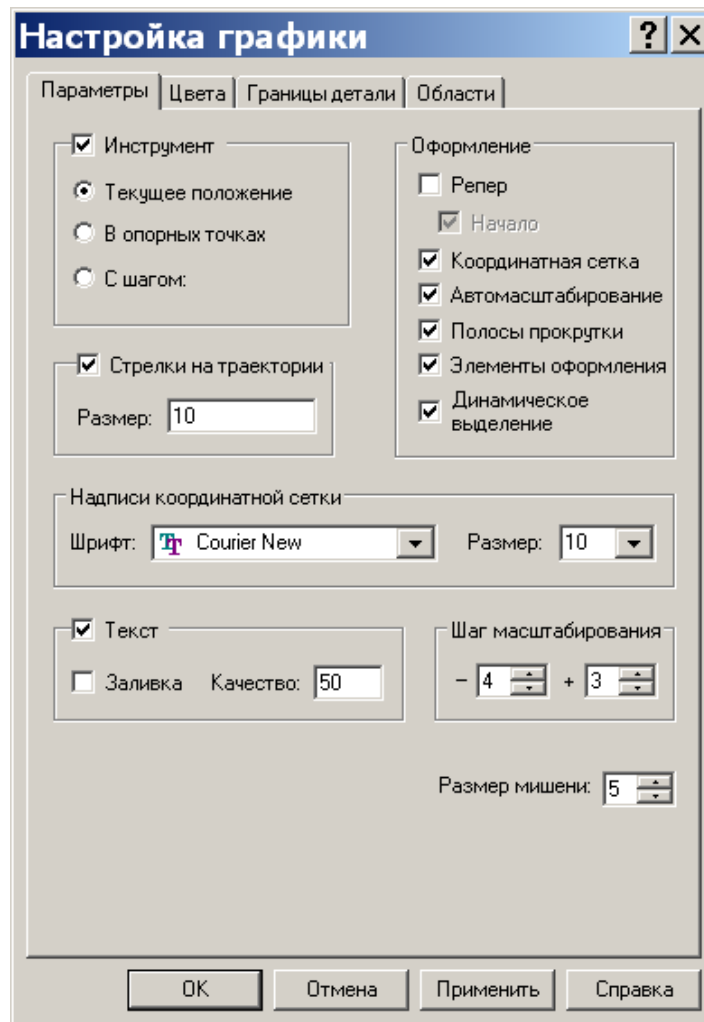 Настройка графики
Параметры Цвета Границы детали Области
Инструмент
Текущее положение
В опорных точках
С шагом:
Стрелки на траектории
Размер: 10
Оформление
Репер
Начало
Координатная сетка
Автомасштабирование
Полосы прокрутки
Элементы оформления
Динамическое
выделение
Надписи координатной сетки
Шрифт: Courier New Размер: 10
Текст
Заливка Качество: 50
Шаг масштабирования
– 4 + 3
Размер мишени: 5
OK Отмена Применить Справка